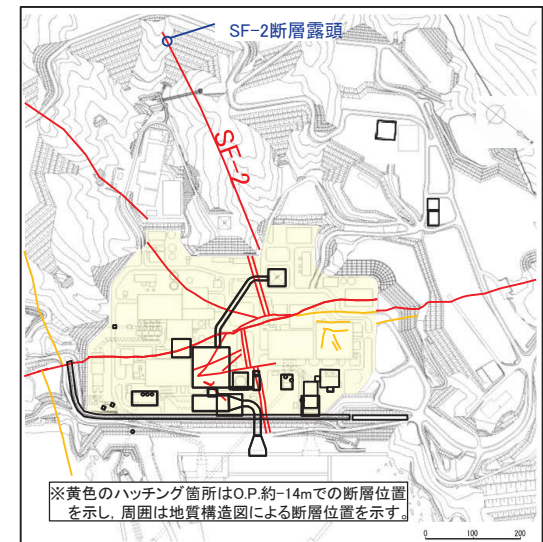 SF-2断層露頭
SF-2
※黄色のハッチング箇所はO.P.約-14mでの断層位置
を示し，周囲は地質構造図による断層位置を示す。
0 100 200